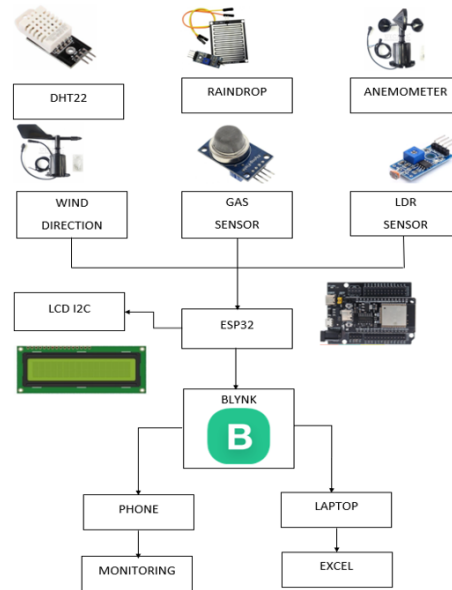 DHT22
RAINDROP
ANEMOMETER
WIND
DIRECTION
GAS
SENSOR
LDR
SENSOR
LCD I2C
ESP32
BLYNK
B
PHONE
LAPTOP
MONITORING
EXCEL